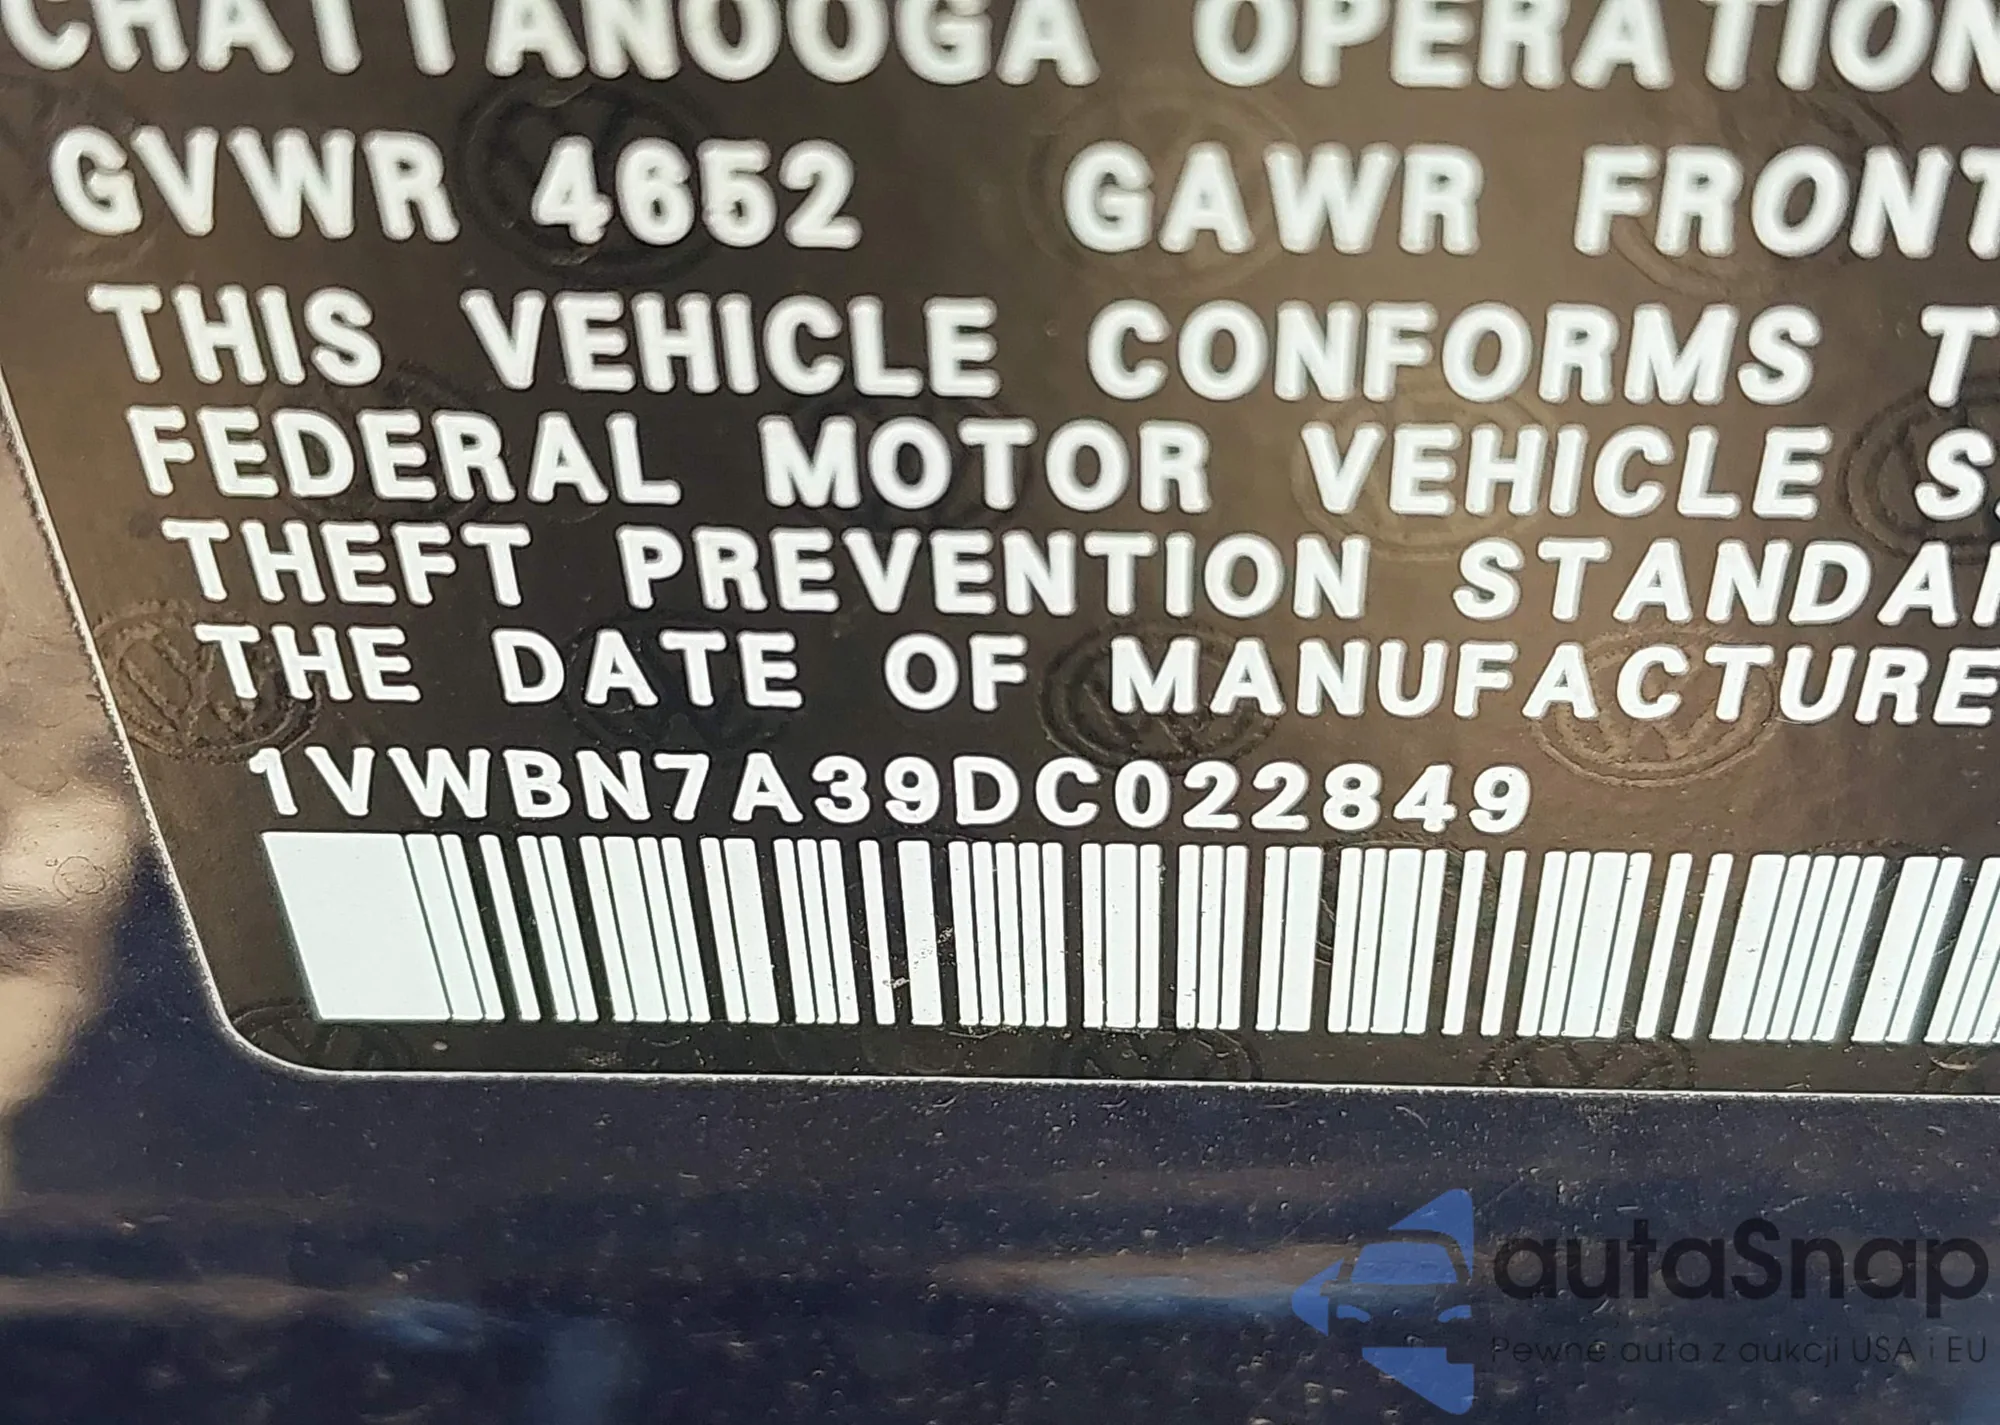 CHATTANOOGA OPERATION
GVWR 4652 GAWR FRONT
THIS VEHICLE CONFORMS T
FEDERAL MOTOR VEHICLE S
THEFT PREVENTION STANDA
THE DATE OF MANUFACTURE
1VWBN7A39DC022849
autaSnap
Pewne auta z aukcji USA i EU